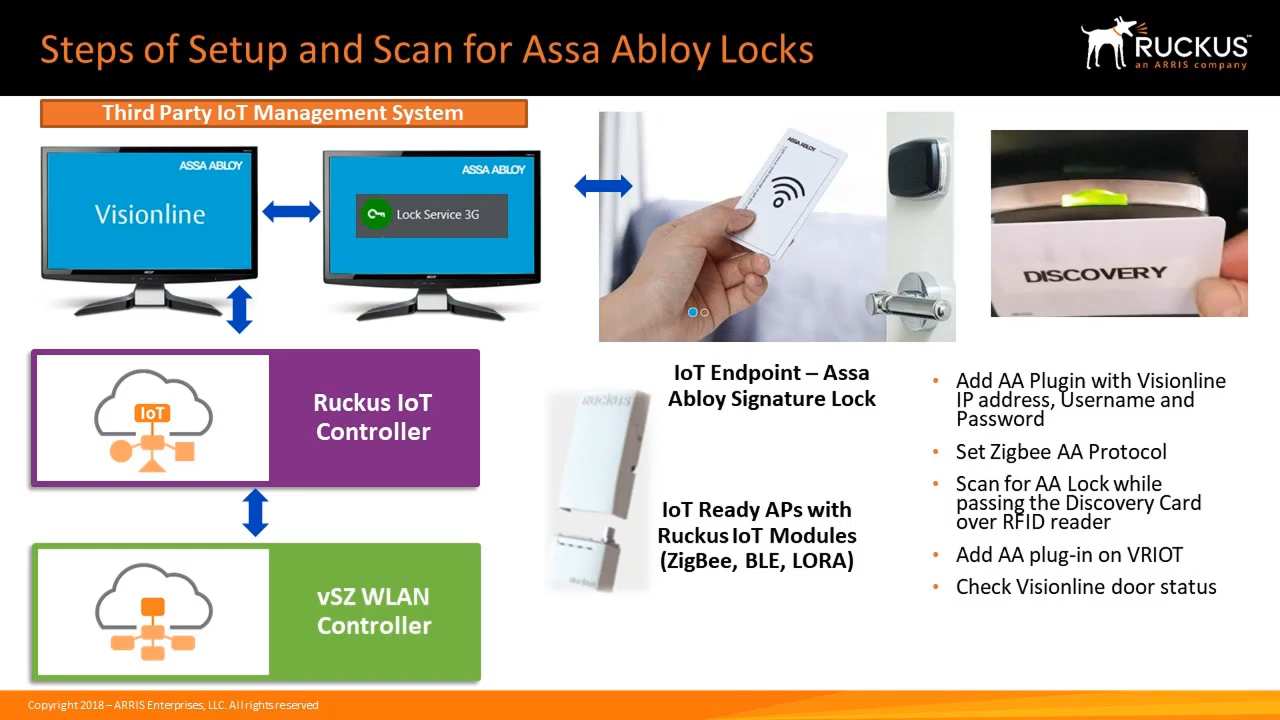 Steps of Setup and Scan for Assa Abloy Locks
RUCKUS™
an ARRIS company
Third Party IoT Management System
ASSA ABLOY
Visionline
ASSA ABLOY
Lock Service 3G
ASSA ABLOY
DISCOVERY
Ruckus IoT
Controller
IoT
vSZ WLAN
Controller
RUCKUS
IoT Endpoint – Assa
Abloy Signature Lock
IoT Ready APs with
Ruckus IoT Modules
(ZigBee, BLE, LORA)
• Add AA Plugin with Visionline
IP address, Username and
Password
• Set Zigbee AA Protocol
• Scan for AA Lock while
passing the Discovery Card
over RFID reader
• Add AA plug-in on VRIOT
• Check Visionline door status
Copyright 2018 – ARRIS Enterprises, LLC. All rights reserved